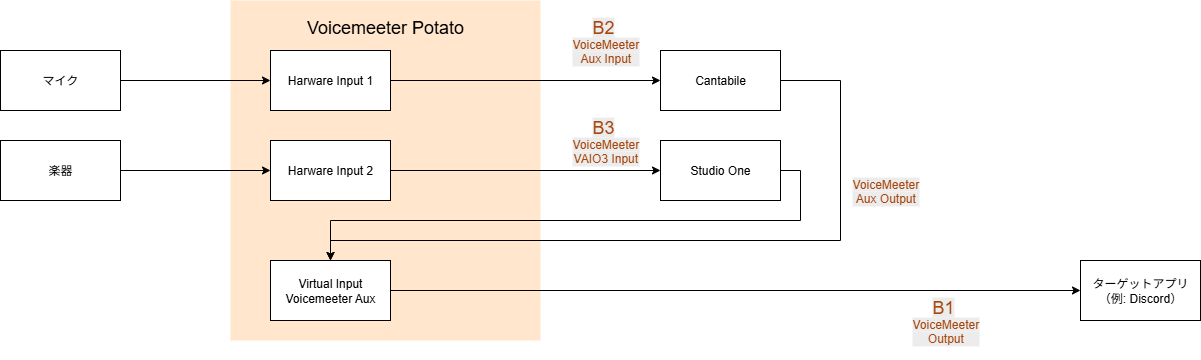 Voicemeeter Potato
B2
VoiceMeeter
Aux Input
マイク
Harware Input 1
Cantabile
B3
VoiceMeeter
VAIO3 Input
楽器
Harware Input 2
Studio One
VoiceMeeter
Aux Output
Virtual Input
Voicemeeter Aux
ターゲットアプリ
（例: Discord）
B1
VoiceMeeter
Output